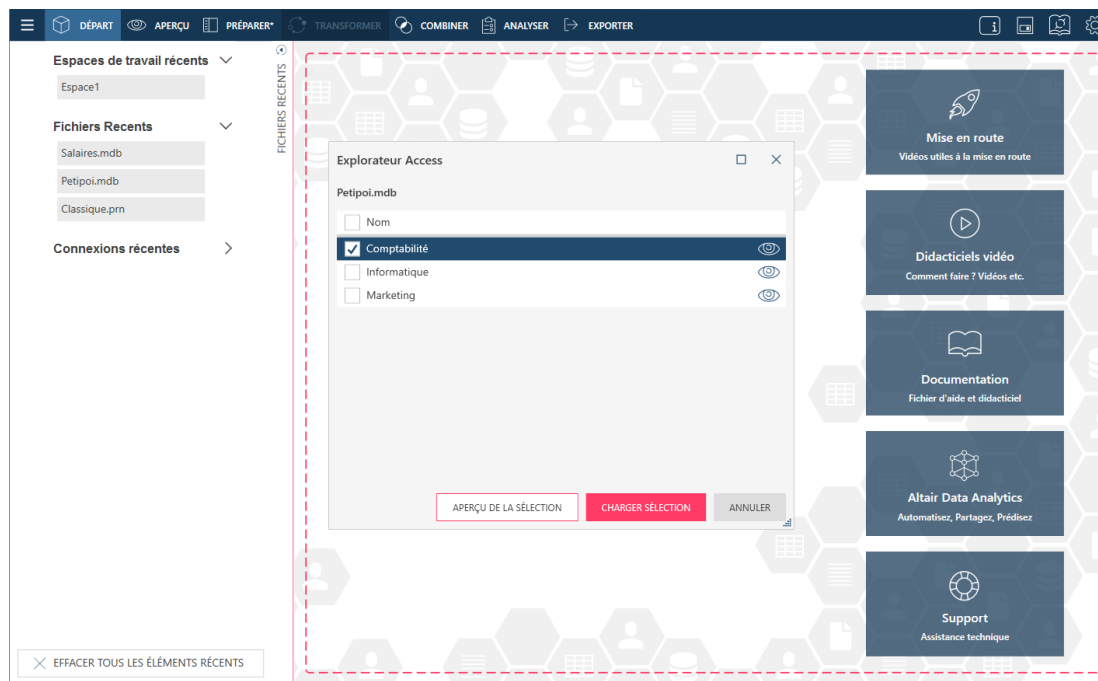 DÉPART
APERÇU
PRÉPARER*
TRANSFORMER
COMBINER
ANALYSER
EXPORTER
Espaces de travail récents
Espace1
Fichiers Recents
Salaires.mdb
Petipoi.mdb
Classique.prn
Connexions récentes
EFFACER TOUS LES ÉLÉMENTS RÉCENTS
FICHIERS RECENTS
Explorateur Access
Petipoi.mdb
Nom
Comptabilité
Informatique
Marketing
APERÇU DE LA SÉLECTION
CHARGER SÉLECTION
ANNULER
Mise en route
Vidéos utiles à la mise en route
Didacticiels vidéo
Comment faire ? Vidéos etc.
Documentation
Fichier d'aide et didacticiel
Altair Data Analytics
Automatisez, Partagez, Prédisez
Support
Assistance technique